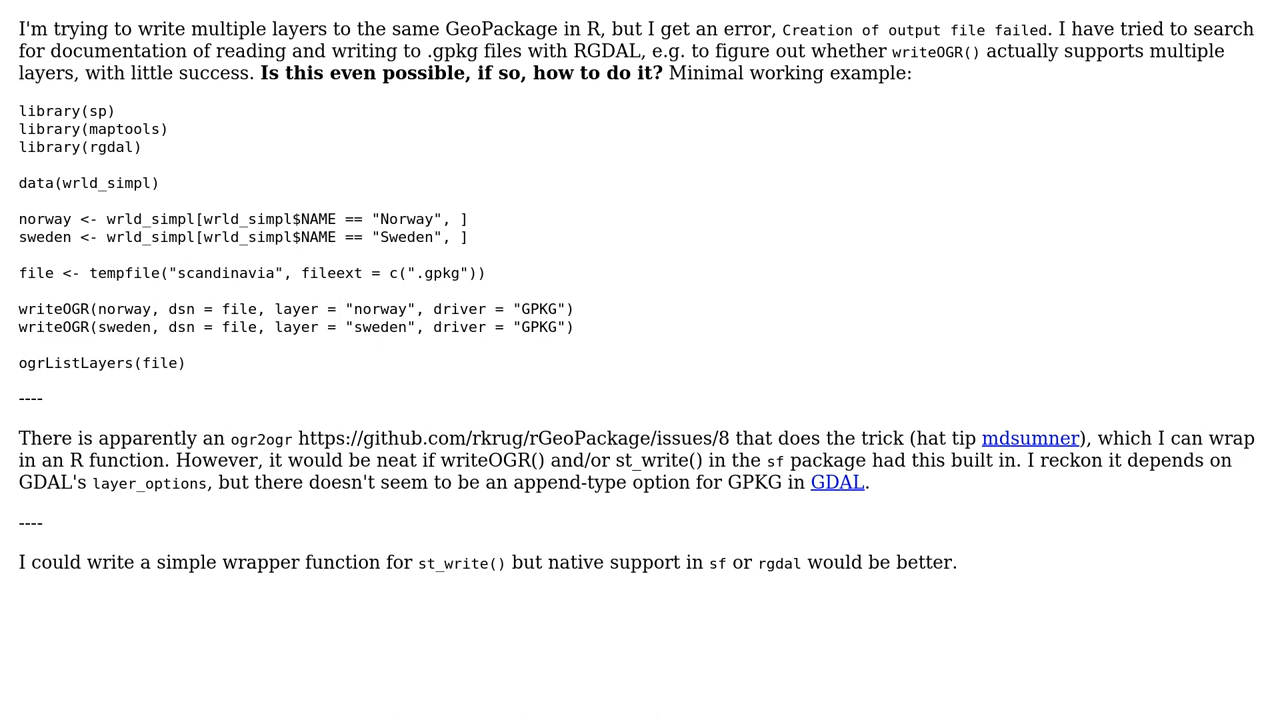 I'm trying to write multiple layers to the same GeoPackage in R, but I get an error, Creation of output file failed. I have tried to search
for documentation of reading and writing to .gpkg files with RGDAL, e.g. to figure out whether writeOGR() actually supports multiple
layers, with little success. Is this even possible, if so, how to do it? Minimal working example:
library(sp)
library(maptools)
library(rgdal)
data(wrld_simpl)
norway <- wrld_simpl[wrld_simpl$NAME == "Norway", ]
sweden <- wrld_simpl[wrld_simpl$NAME == "Sweden", ]
file <- tempfile("scandinavia", fileext = c(".gpkg"))
writeOGR(norway, dsn = file, layer = "norway", driver = "GPKG")
writeOGR(sweden, dsn = file, layer = "sweden", driver = "GPKG")
ogrListLayers(file)
----
There is apparently an ogr2ogr https://github.com/rkrug/rGeoPackage/issues/8 that does the trick (hat tip mdsumner), which I can wrap
in an R function. However, it would be neat if writeOGR() and/or st_write() in the sf package had this built in. I reckon it depends on
GDAL's layer_options, but there doesn't seem to be an append-type option for GPKG in GDAL.
----
I could write a simple wrapper function for st_write() but native support in sf or rgdal would be better.